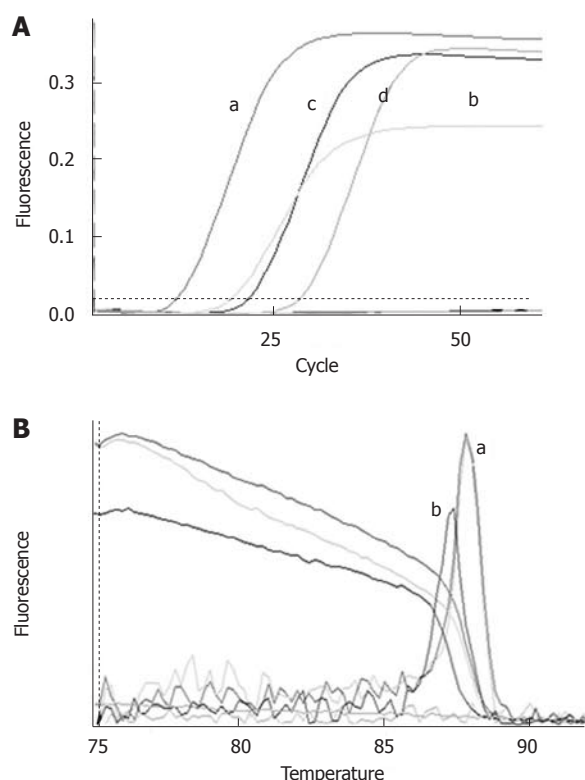 A
Fluorescence
0.3
0.2
0.1
0.0
a
c
d
b
25
50
Cycle
B
Fluorescence
a
b
75
80
85
90
Temperature